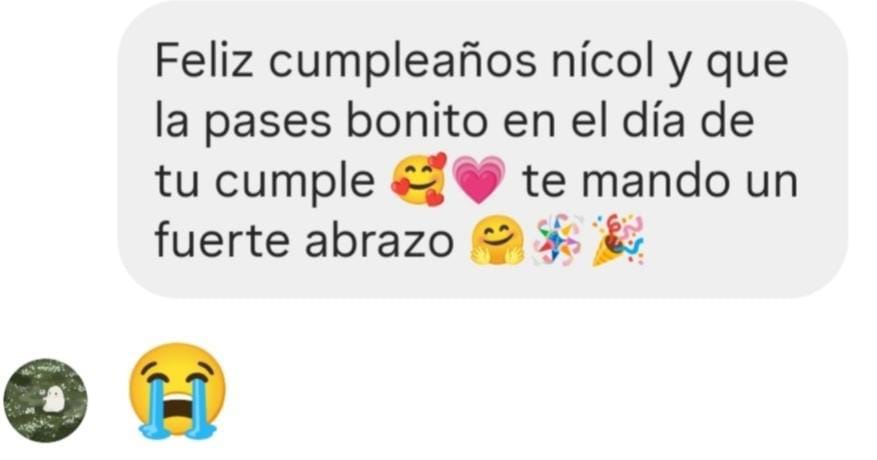 Feliz cumpleaños nícol y que
la pases bonito en el día de
tu cumple 🥰💗 te mando un
fuerte abrazo 🤗🪅🎉
😭